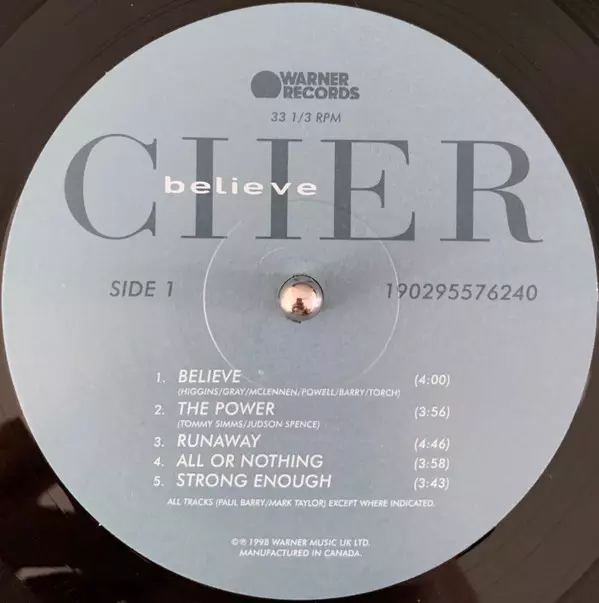 WARNER
RECORDS
33 1/3 RPM
CHER
believe
SIDE 1
190295576240
1. BELIEVE (4:00)
(HIGGINS/GRAY/MCLENNEN/POWELL/BARRY/TORCH)
2. THE POWER (3:56)
(TOMMY SIMMS/JUDSON SPENCE)
3. RUNAWAY (4:46)
4. ALL OR NOTHING (3:58)
5. STRONG ENOUGH (3:43)
ALL TRACKS (PAUL BARRY/MARK TAYLOR) EXCEPT WHERE INDICATED.
©℗ 1998 WARNER MUSIC UK LTD.
MANUFACTURED IN CANADA.